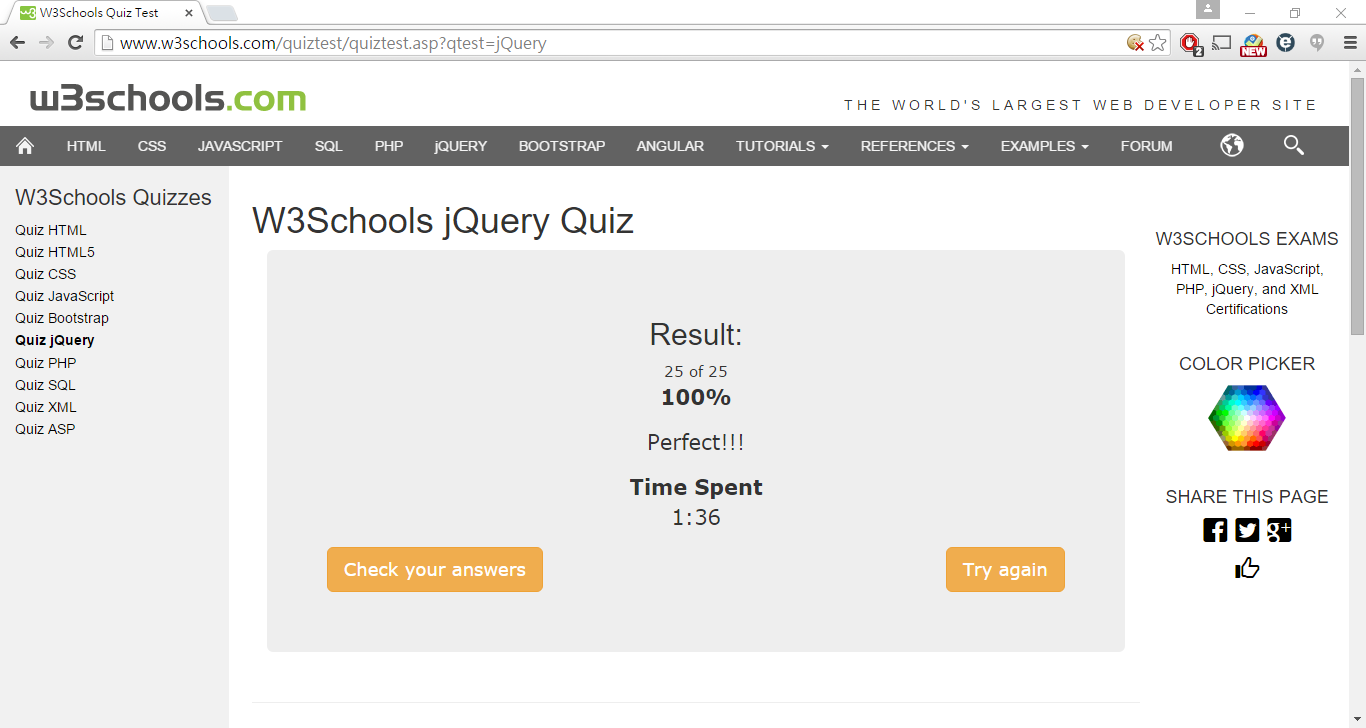 W3Schools Quiz Test
www.w3schools.com/quiztest/quiztest.asp?qtest=jQuery
2
NEW
w3schools.com
THE WORLD'S LARGEST WEB DEVELOPER SITE
HTML CSS JAVASCRIPT SQL PHP jQUERY BOOTSTRAP ANGULAR TUTORIALS REFERENCES EXAMPLES FORUM
W3Schools Quizzes
Quiz HTML
Quiz HTML5
Quiz CSS
Quiz JavaScript
Quiz Bootstrap
Quiz jQuery
Quiz PHP
Quiz SQL
Quiz XML
Quiz ASP
W3Schools jQuery Quiz
Result:
25 of 25
100%
Perfect!!!
Time Spent
1:36
Check your answers
Try again
W3SCHOOLS EXAMS
HTML, CSS, JavaScript,
PHP, jQuery, and XML
Certifications
COLOR PICKER
SHARE THIS PAGE